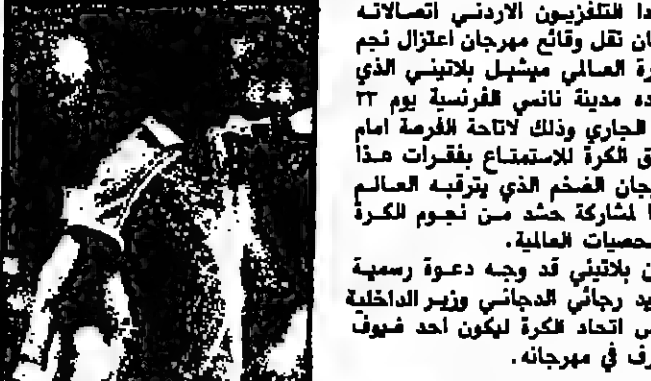 دا التلفزيون الاردني اتصالاته
ان نقل وقائع مهرجان اعتزال نجم
رة العالمي ميشيل بلاتيني الذي
ده مدينة نانسي الفرنسية يوم ٢٣
الجاري وذلك لاتاحة الفرصة امام
ق الكرة للاستمتاع بفقرات هذا
جان الضخم الذي يترقبه العالم
ا لمشاركة حشد من نجوم الكرة
خصيات العالمية.
ن بلاتيني قد وجه دعوة رسمية
يد رجائي الدجاني وزير الداخلية
س اتحاد الكرة ليكون احد ضيوف
رف في مهرجانه.